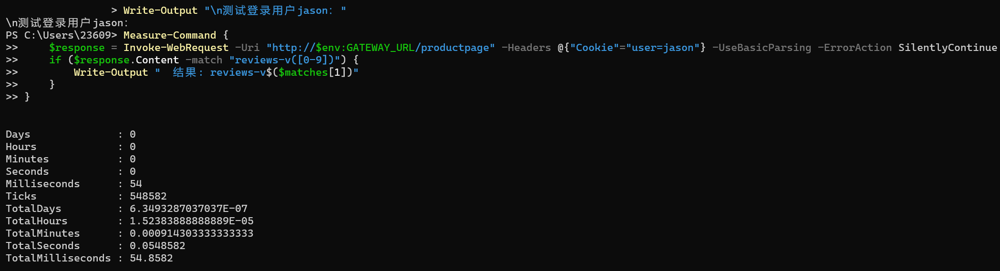 > Write-Output "\n测试登录用户jason: "
\n测试登录用户jason:
PS C:\Users\23609> Measure-Command {
>>     $response = Invoke-WebRequest -Uri "http://$env:GATEWAY_URL/productpage" -Headers @{"Cookie"="user=jason"} -UseBasicParsing -ErrorAction SilentlyContinue
>>     if ($response.Content -match "reviews-v([0-9])") {
>>         Write-Output "  结果: reviews-v$($matches[1])"
>>     }
>> }
Days              : 0
Hours             : 0
Minutes           : 0
Seconds           : 0
Milliseconds      : 54
Ticks             : 548582
TotalDays         : 6.3493287037037E-07
TotalHours        : 1.52383888888889E-05
TotalMinutes      : 0.000914303333333333
TotalSeconds      : 0.0548582
TotalMilliseconds : 54.8582